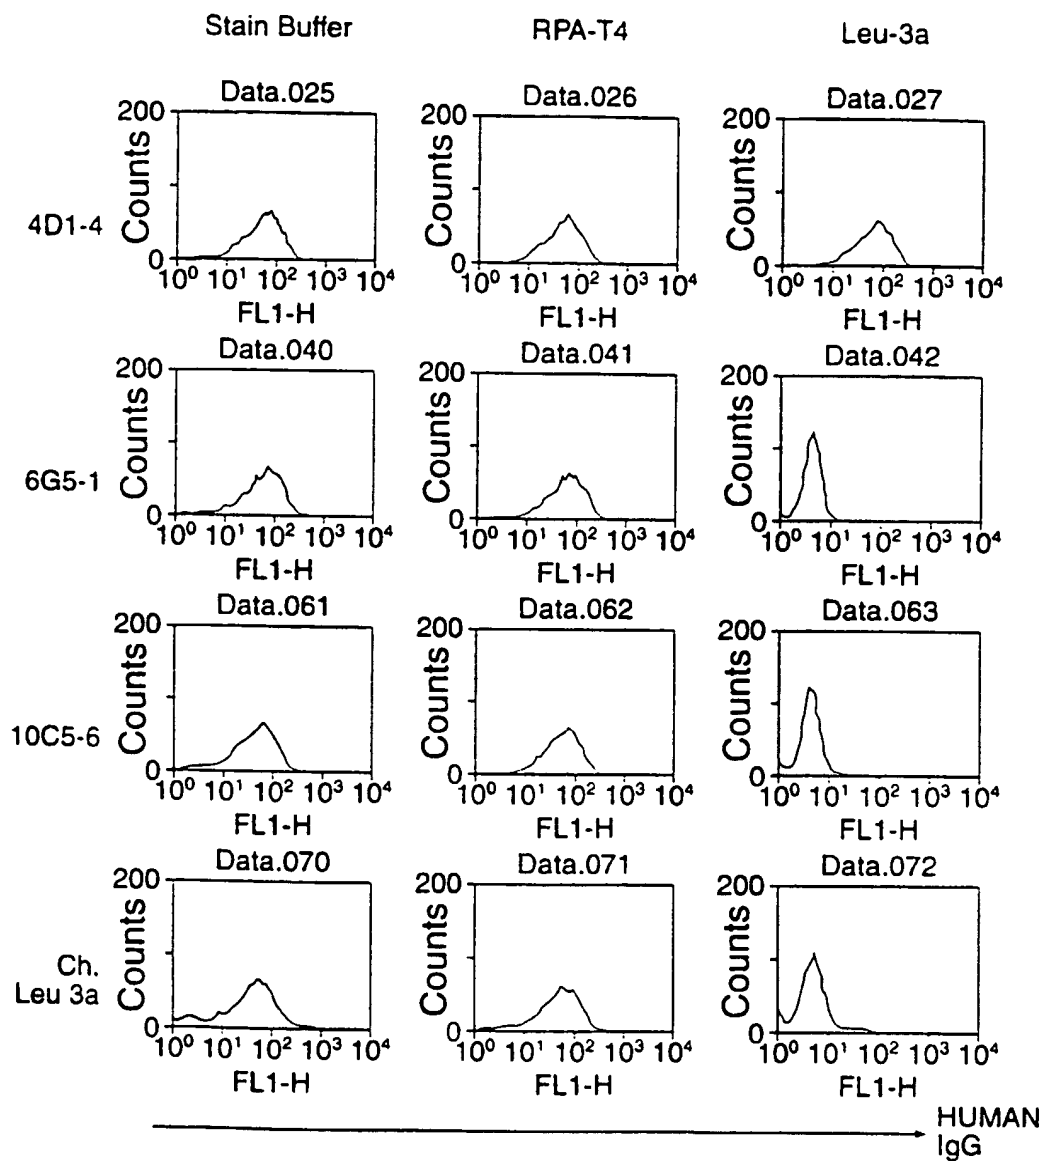 Stain Buffer RPA-T4 Leu-3a
Data.025 Data.026 Data.027
4D1-4
200 200 200
Counts Counts Counts
0 0 0
10⁰ 10¹ 10² 10³ 10⁴ 10⁰ 10¹ 10² 10³ 10⁴ 10⁰ 10¹ 10² 10³ 10⁴
FL1-H FL1-H FL1-H
Data.040 Data.041 Data.042
6G5-1
200 200 200
Counts Counts Counts
0 0 0
10⁰ 10¹ 10² 10³ 10⁴ 10⁰ 10¹ 10² 10³ 10⁴ 10⁰ 10¹ 10² 10³ 10⁴
FL1-H FL1-H FL1-H
Data.061 Data.062 Data.063
10C5-6
200 200 200
Counts Counts Counts
0 0 0
10⁰ 10¹ 10² 10³ 10⁴ 10⁰ 10¹ 10² 10³ 10⁴ 10⁰ 10¹ 10² 10³ 10⁴
FL1-H FL1-H FL1-H
Data.070 Data.071 Data.072
Ch.
Leu 3a
200 200 200
Counts Counts Counts
0 0 0
10⁰ 10¹ 10² 10³ 10⁴ 10⁰ 10¹ 10² 10³ 10⁴ 10⁰ 10¹ 10² 10³ 10⁴
FL1-H FL1-H FL1-H
HUMAN
IgG